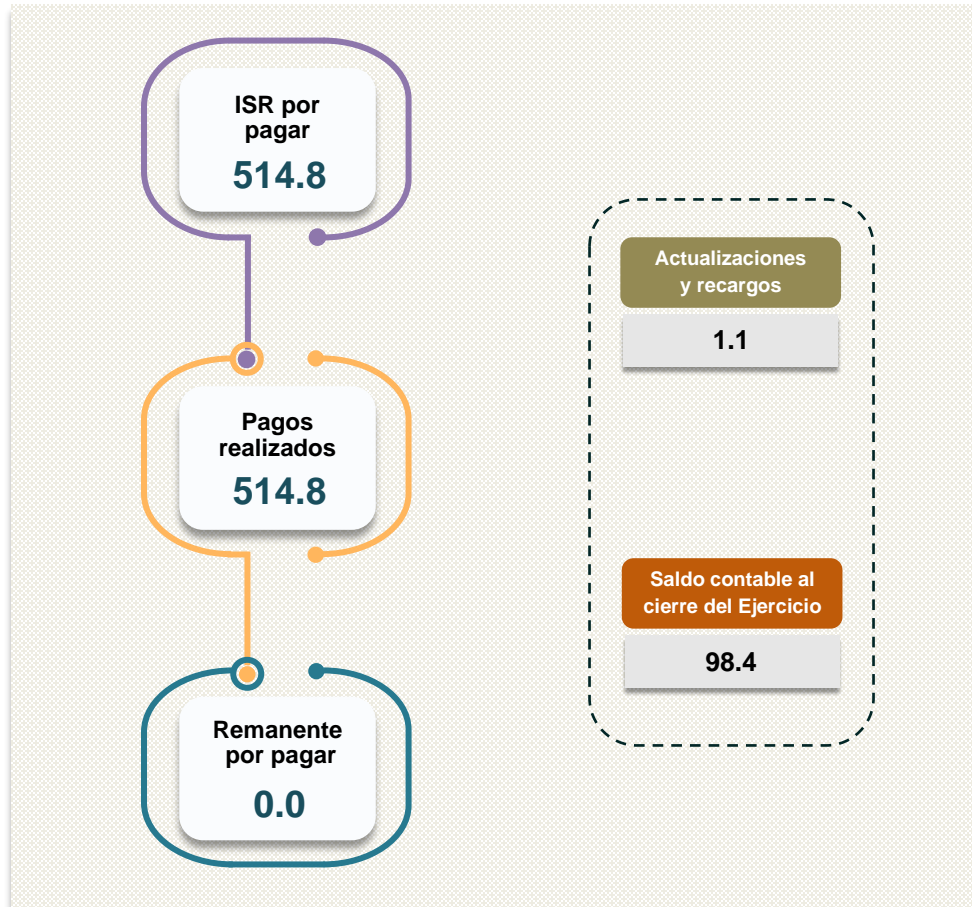 ISR por
pagar
514.8
Pagos
realizados
514.8
Remanente
por pagar
0.0
Actualizaciones
y recargos
1.1
Saldo contable al
cierre del Ejercicio
98.4